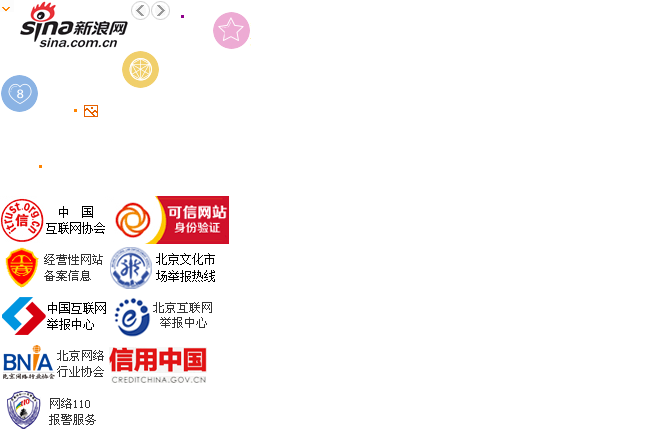 sina新浪网
sina.com.cn
8
itrust.org.cn
信
中 国
互联网协会
可信网站
身份验证
经营性网站
备案信息
北京文化市
场举报热线
中国互联网
举报中心
北京互联网
举报中心
BNIA
北京网络行业协会
北京网络
行业协会
信用中国
CREDITCHINA.GOV.CN
网络110
报警服务